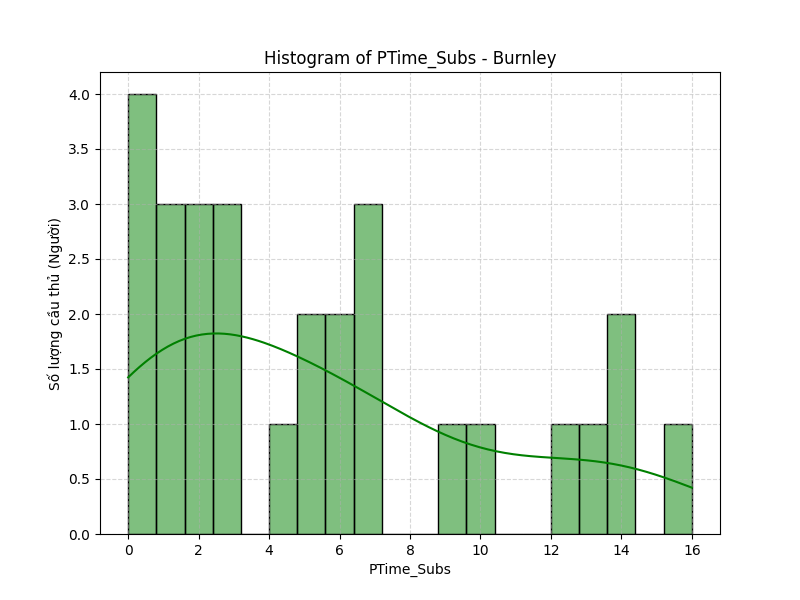 Histogram of PTime_Subs - Burnley
Số lượng cầu thủ (Người)
4.0
3.5
3.0
2.5
2.0
1.5
1.0
0.5
0.0
0 2 4 6 8 10 12 14 16
PTime_Subs